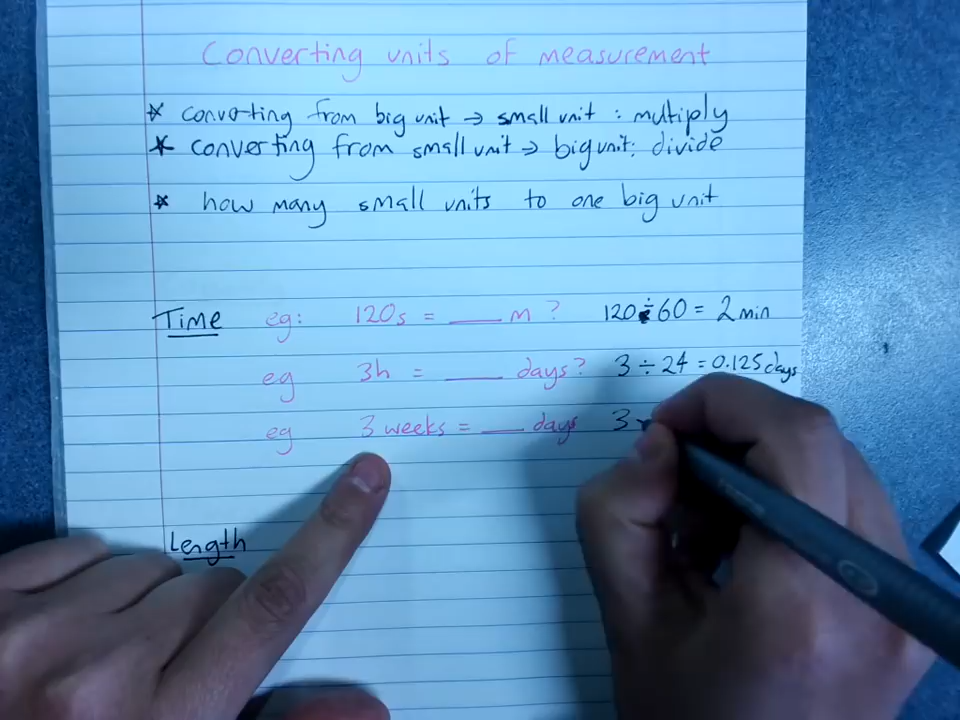 Converting units of measurement
* converting from big unit → small unit : multiply
* converting from small unit → big unit: divide
* how many small units to one big unit
Time eg: 120s = ___ m ? 120 ÷ 60 = 2 min
eg 3h = ___ days? 3 ÷ 24 = 0.125 days
eg 3 weeks = ___ days 3
Length